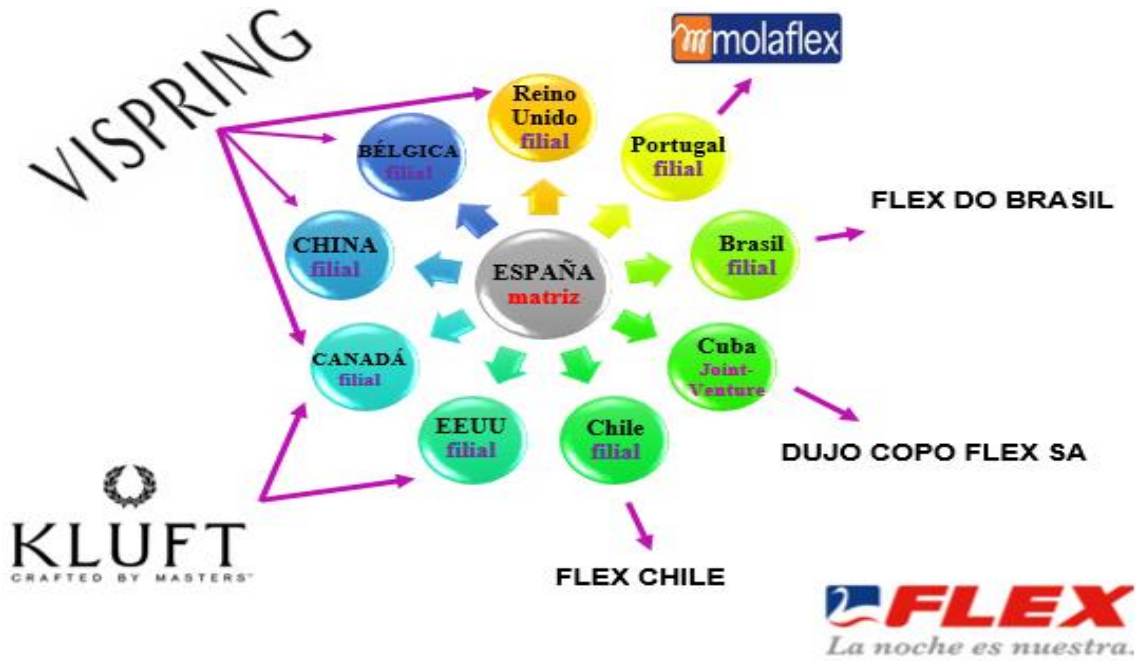 VISPRING
molaflex
Reino
Unido
filial
BÉLGICA
filial
Portugal
filial
FLEX DO BRASIL
CHINA
filial
ESPAÑA
matriz
Brasil
filial
CANADÁ
filial
Cuba
Joint-
Venture
EEUU
filial
Chile
filial
DUJO COPO FLEX SA
KLUFT
CRAFTED BY MASTERS
FLEX CHILE
FLEX
La noche es nuestra.